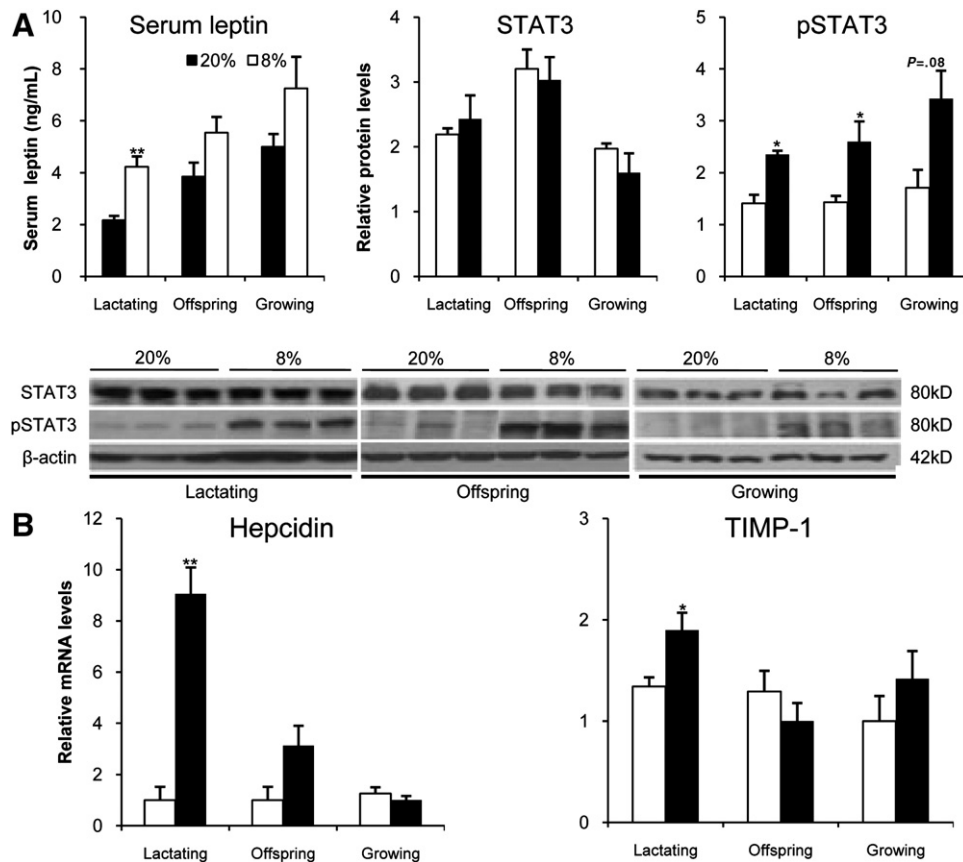 A
Serum leptin
STAT3
pSTAT3
20% 8%
P=.08
**
*
*
Serum leptin (ng/mL)
10
8
6
4
2
0
Lactating Offspring Growing
Relative protein levels
4
3
2
1
0
Lactating Offspring Growing
5
4
3
2
1
0
Lactating Offspring Growing
20% 8% 20% 8% 20% 8%
STAT3 80kD
pSTAT3 80kD
β-actin 42kD
Lactating Offspring Growing
B
Hepcidin
TIMP-1
Relative mRNA levels
12
10
8
6
4
2
0
**
Lactating Offspring Growing
3
2
1
0
*
Lactating Offspring Growing